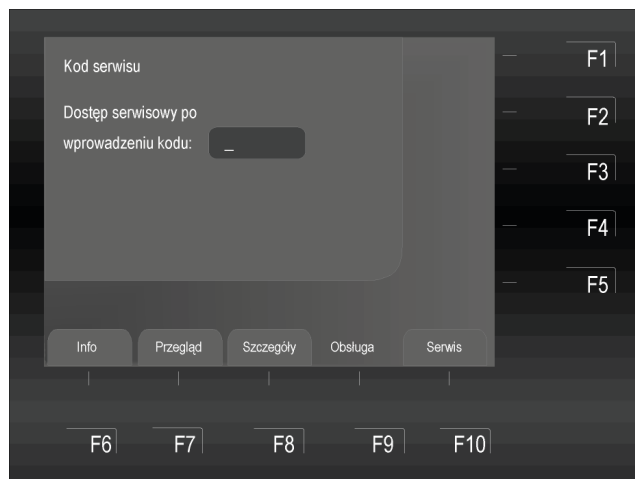 Kod serwisu
Dostęp serwisowy po
wprowadzeniu kodu: _
F1
F2
F3
F4
F5
Info Przegląd Szczegóły Obsługa Serwis
F6 F7 F8 F9 F10